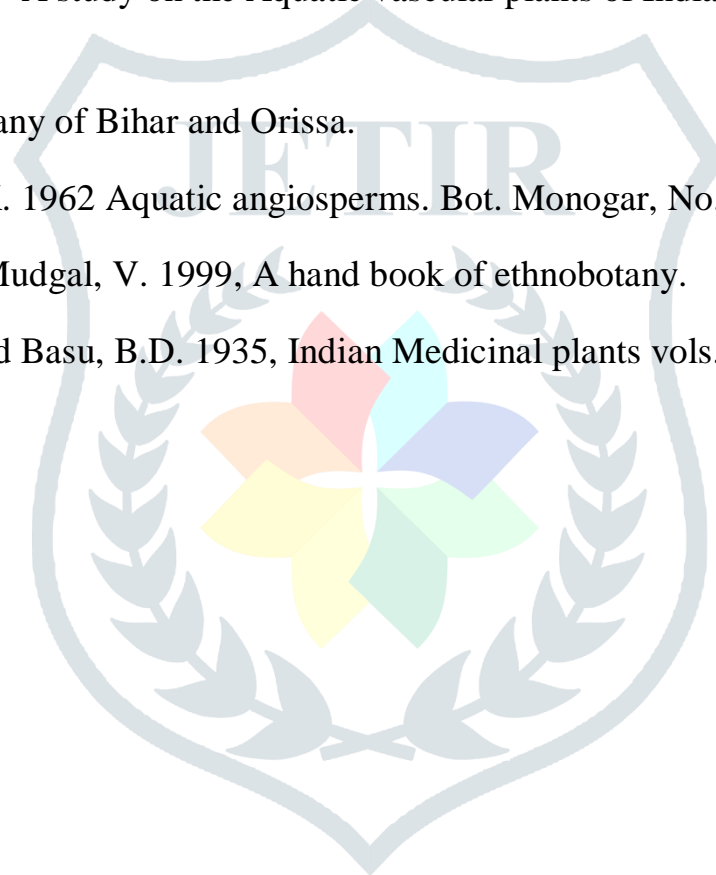 A study on the Aquatic vascular plants of India
any of Bihar and Orissa.
JETIR
. 1962 Aquatic angiosperms. Bot. Monogar, No.
Mudgal, V. 1999, A hand book of ethnobotany.
d Basu, B.D. 1935, Indian Medicinal plants vols.